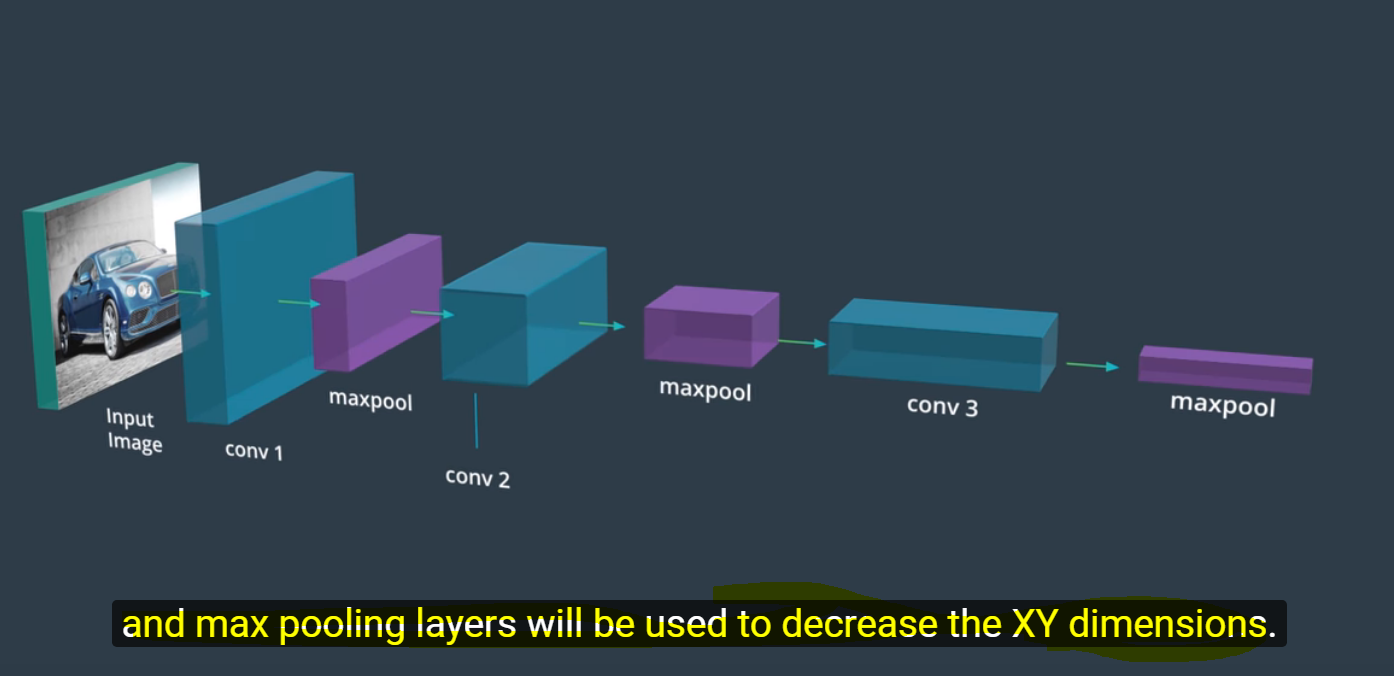 Input
Image
conv 1
maxpool
conv 2
maxpool
conv 3
maxpool
and max pooling layers will be used to decrease the XY dimensions.